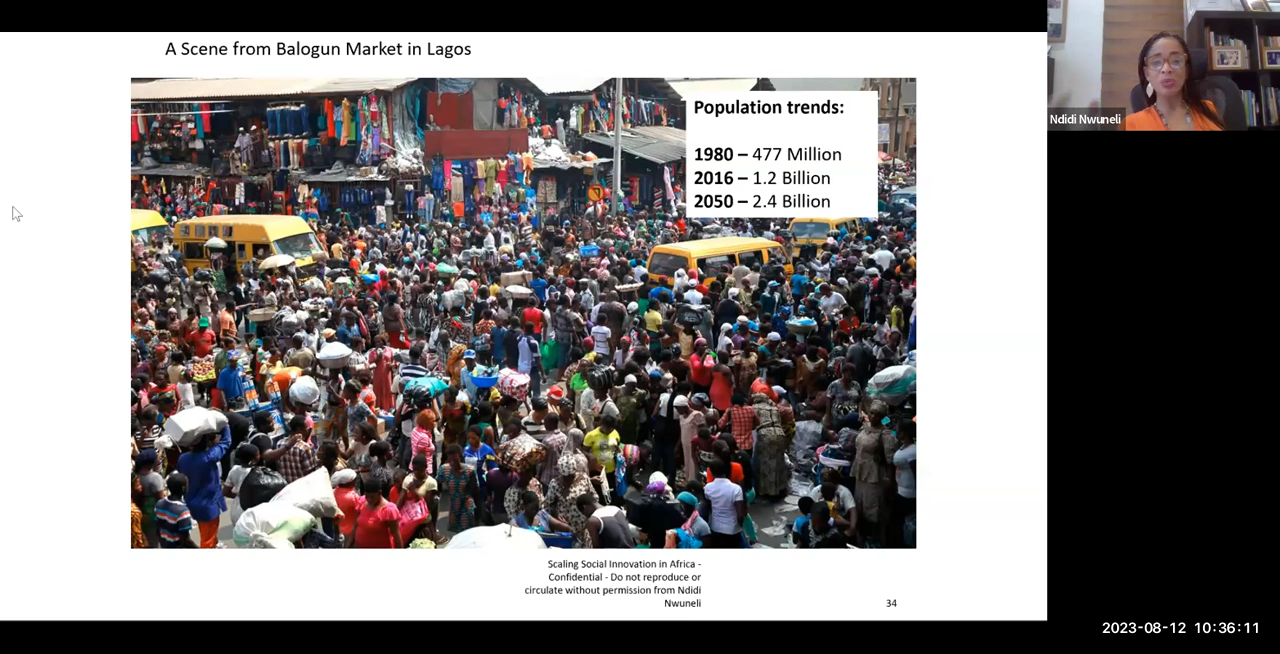 A Scene from Balogun Market in Lagos
Population trends:
1980 – 477 Million
2016 – 1.2 Billion
2050 – 2.4 Billion
Ndidi Nwuneli
Scaling Social Innovation in Africa -
Confidential - Do not reproduce or
circulate without permission from Ndidi
Nwuneli
34
2023-08-12 10:36:11